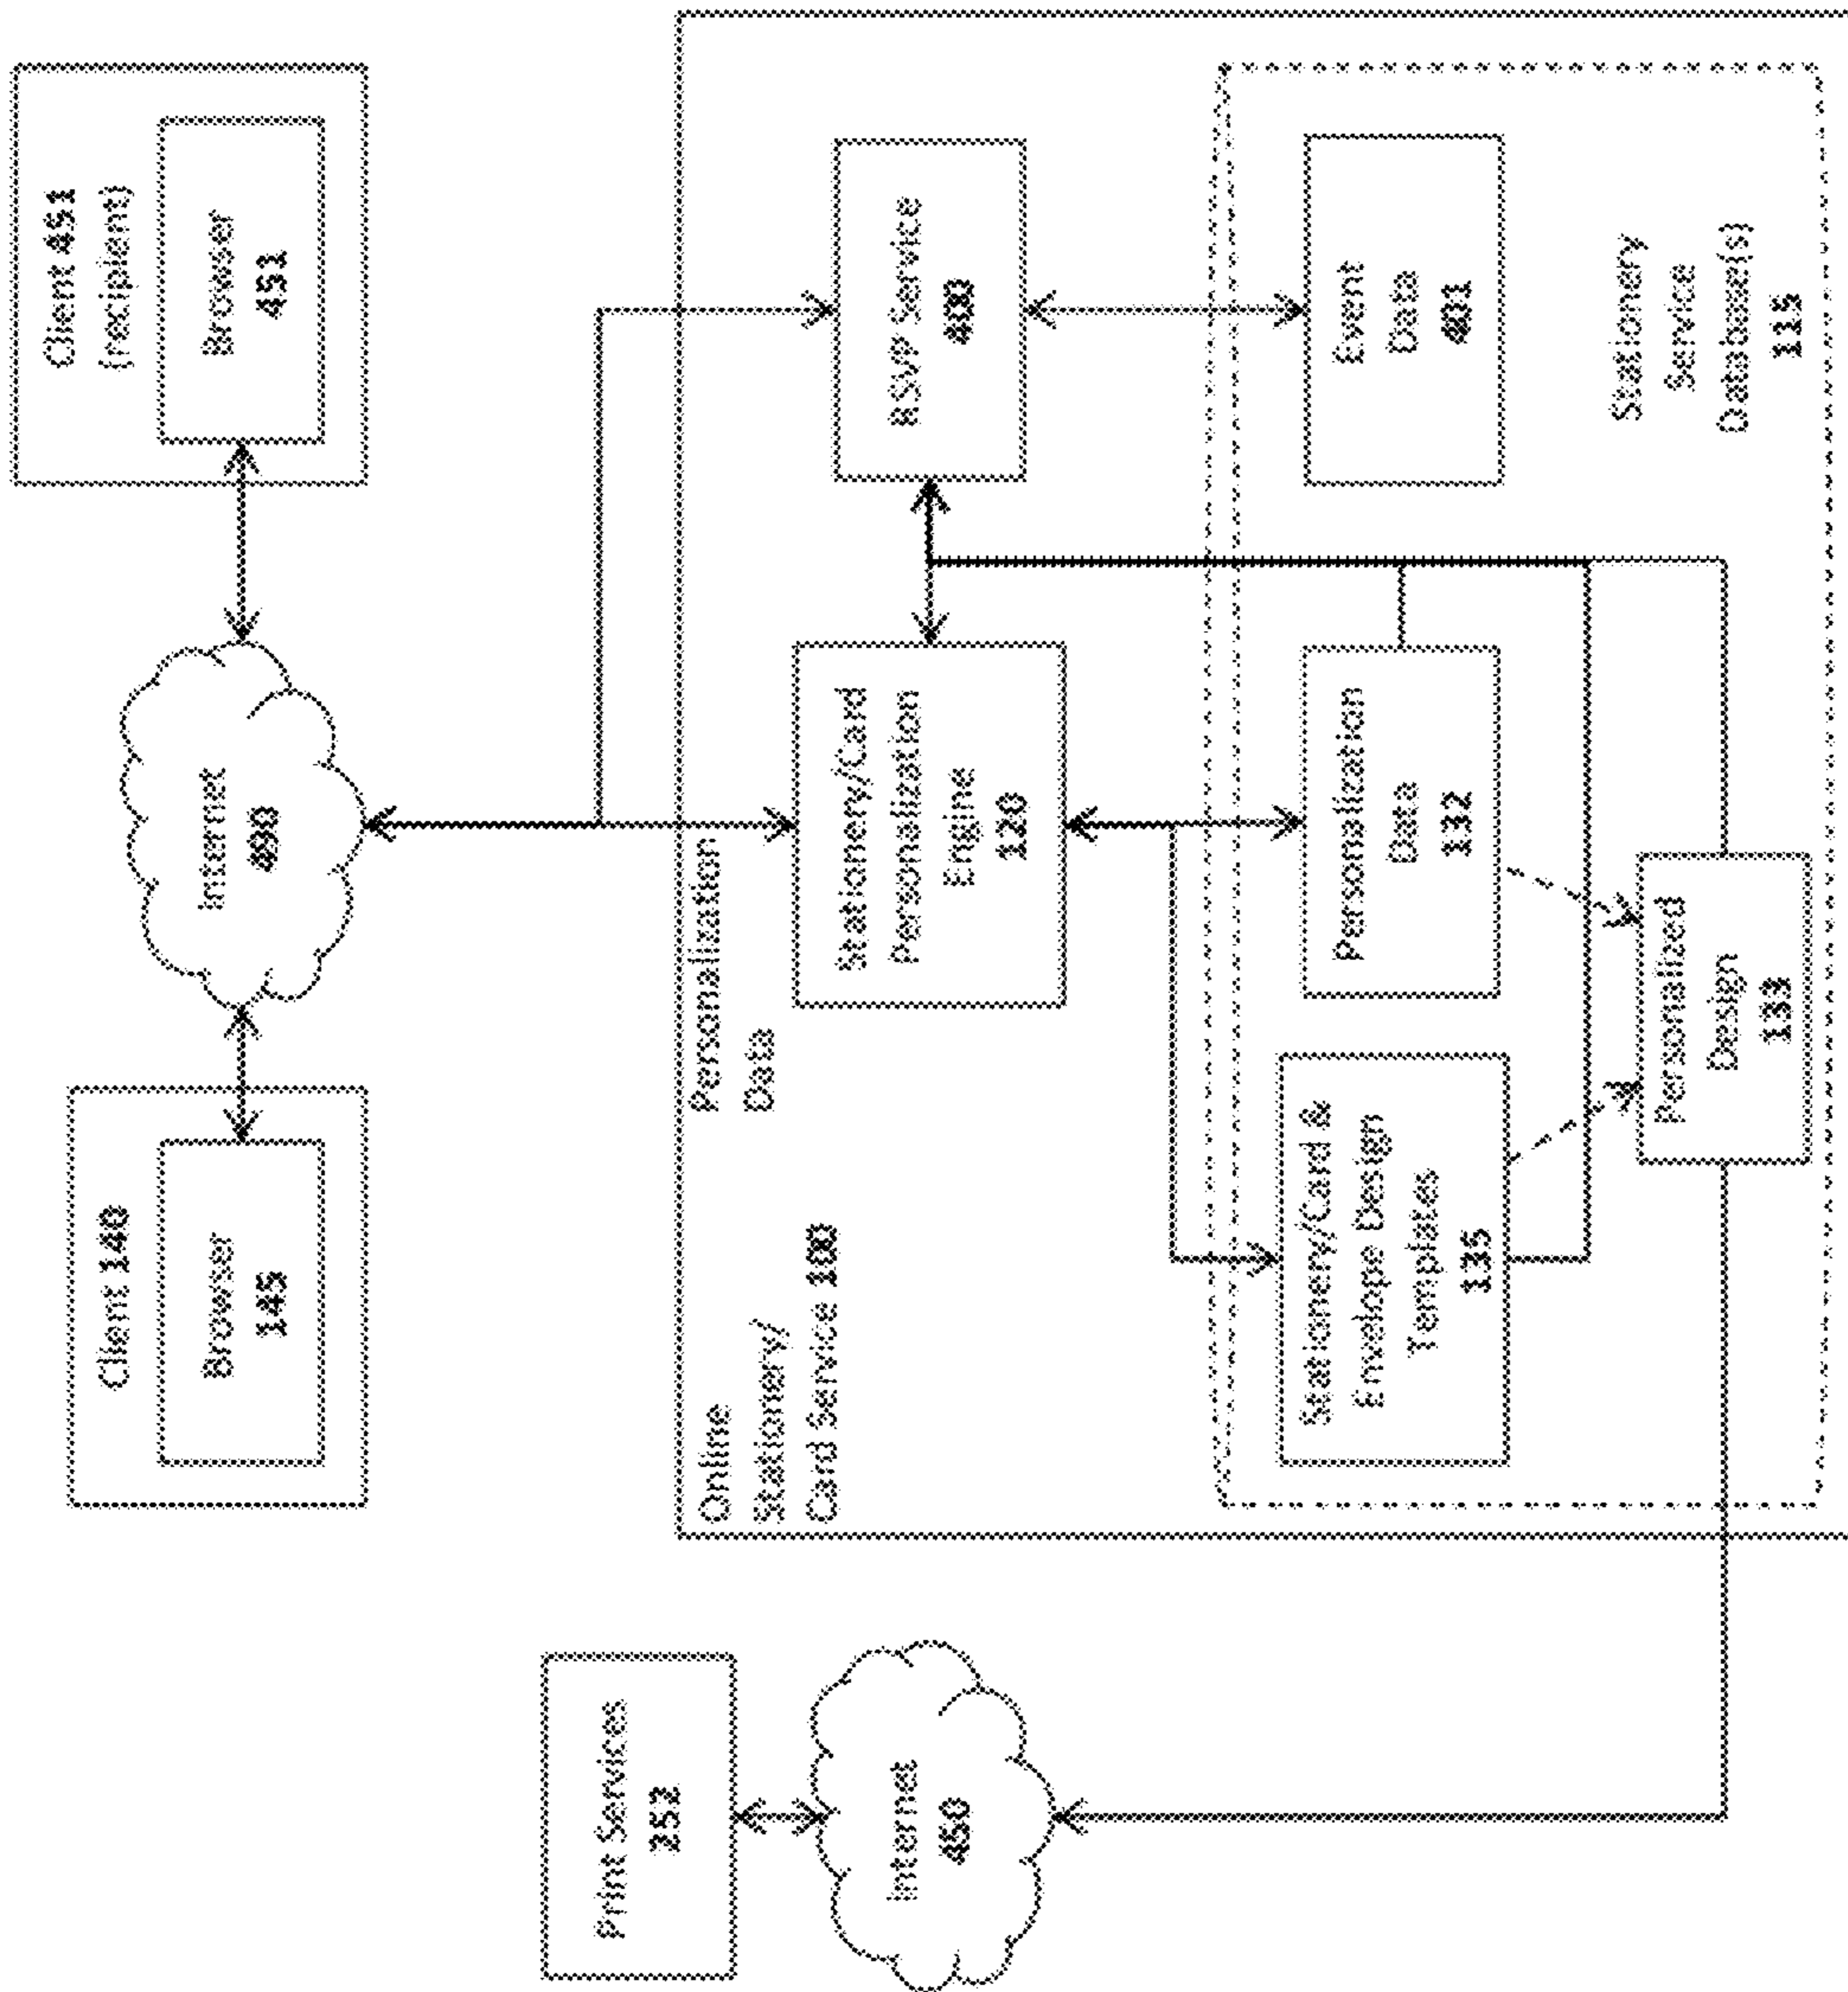 Client 140
Browser
145
Internet
Client 451
(recipient)
Browser
451
Print Services
Internet
450
Online
Stationery/
Card Service 100
Personalization
Data
Stationery/Card
Personalization
Engine
120
RSVP Service
400
Stationery/Card &
Envelope Design
Templates
135
Personalization
Data
132
Event
Data
401
Personalized
Design
133
Stationery
Service
Database(s)
115